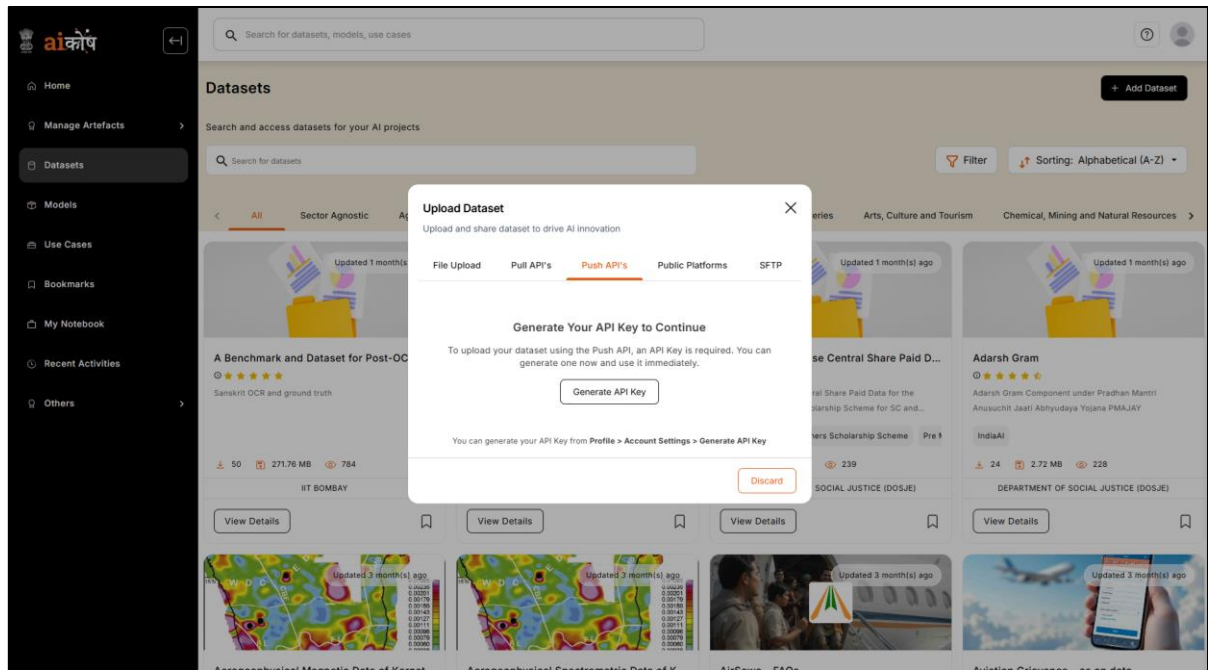 aiकोष
Search for datasets, models, use cases
Home
Manage Artefacts
Datasets
Models
Use Cases
Bookmarks
My Notebook
Recent Activities
Others
Datasets
+ Add Dataset
Search and access datasets for your AI projects
Search for datasets
Filter
Sorting: Alphabetical (A-Z)
All
Sector Agnostic
Arts, Culture and Tourism
Chemical, Mining and Natural Resources
Upload Dataset
Upload and share dataset to drive AI innovation
File Upload
Pull API's
Push API's
Public Platforms
SFTP
Generate Your API Key to Continue
To upload your dataset using the Push API, an API Key is required. You can
generate one now and use it immediately.
Generate API Key
You can generate your API Key from Profile > Account Settings > Generate API Key
Discard
Updated 1 month(s
A Benchmark and Dataset for Post-OC
Sanskrit OCR and ground truth
50 271.76 MB 784
IIT BOMBAY
View Details
View Details
Updated 1 month(s) ago
se Central Share Paid D...
ral Share Paid Data for the
olarship Scheme for SC and...
ners Scholarship Scheme
Pre M
239
SOCIAL JUSTICE (DOSJE)
View Details
Updated 1 month(s) ago
Adarsh Gram
Adarsh Gram Component under Pradhan Mantri
Anusuchit Jaati Abhyudaya Yojana PMAJAY
IndiaAI
24 2.72 MB 228
DEPARTMENT OF SOCIAL JUSTICE (DOSJE)
View Details
Updated 3 month(s) ago
Updated 3 month(s) ago
Updated 3 month(s) ago
Updated 3 month(s) ago